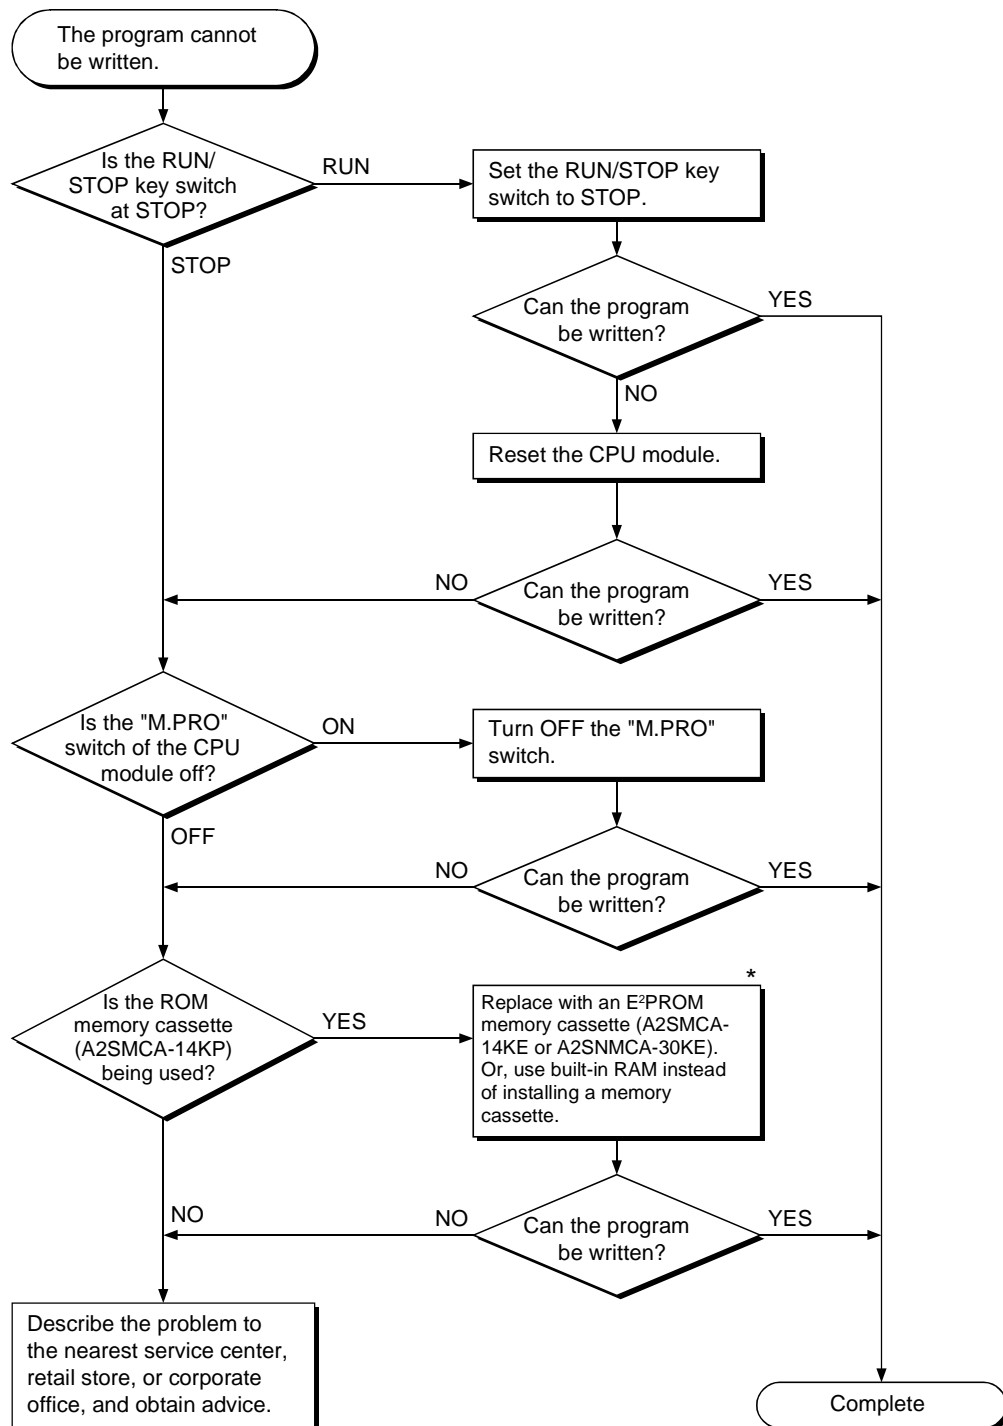 The program cannot
be written.
Is the RUN/
STOP key switch
at STOP?
RUN
Set the RUN/STOP key
switch to STOP.
STOP
Can the program
be written?
YES
NO
Reset the CPU module.
NO
Can the program
be written?
YES
Is the "M.PRO"
switch of the CPU
module off?
ON
Turn OFF the "M.PRO"
switch.
OFF
NO
Can the program
be written?
YES
*
Is the ROM
memory cassette
(A2SMCA-14KP)
being used?
YES
Replace with an E²PROM
memory cassette (A2SMCA-
14KE or A2SNMCA-30KE).
Or, use built-in RAM instead
of installing a memory
cassette.
NO
NO
Can the program
be written?
YES
Describe the problem to
the nearest service center,
retail store, or corporate
office, and obtain advice.
Complete